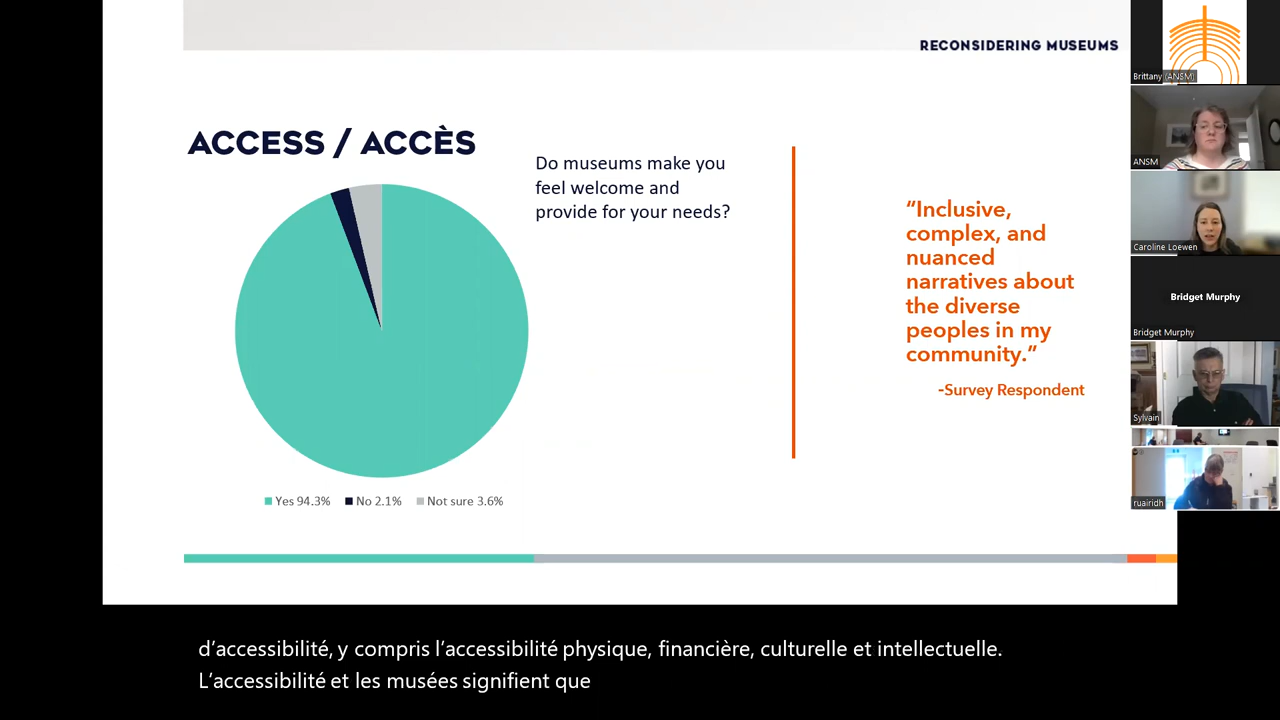 RECONSIDERING MUSEUMS
ACCESS / ACCÈS
Do museums make you
feel welcome and
provide for your needs?
“Inclusive,
complex, and
nuanced
narratives about
the diverse
peoples in my
community.”
-Survey Respondent
Yes 94.3% No 2.1% Not sure 3.6%
Brittany (ANSM)
ANSM
Caroline Loewen
Bridget Murphy
Bridget Murphy
Sylvain
ruairidh
d’accessibilité, y compris l’accessibilité physique, financière, culturelle et intellectuelle.
L’accessibilité et les musées signifient que